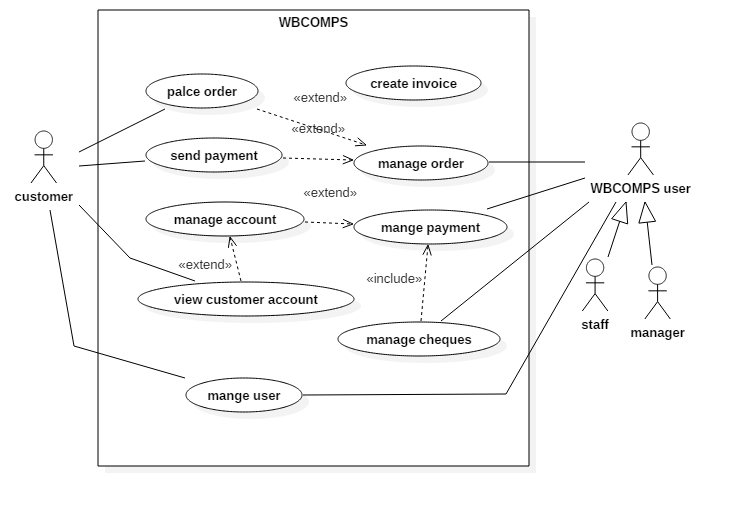 WBCOMPS
palce order
create invoice
«extend»
«extend»
send payment
manage order
customer
WBCOMPS user
«extend»
manage account
mange payment
«extend»
«include»
view customer account
staff
manager
manage cheques
mange user